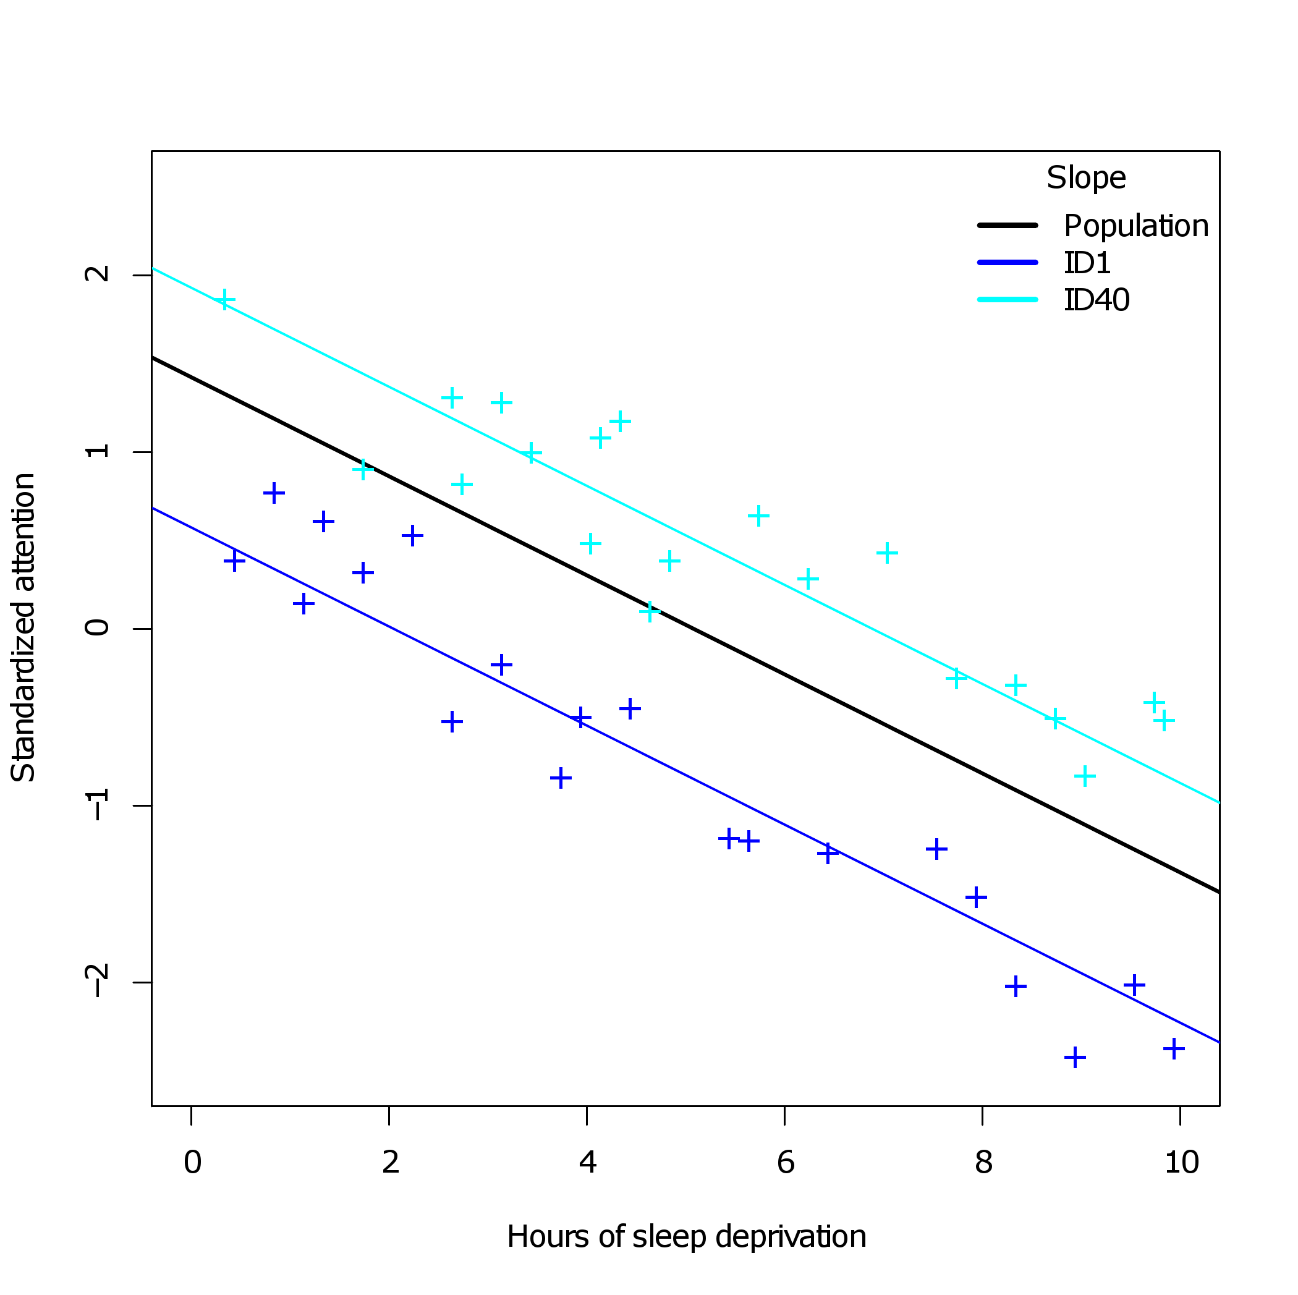 Slope
Population
ID1
ID40
2
1
0
−1
−2
Standardized attention
0 2 4 6 8 10
Hours of sleep deprivation